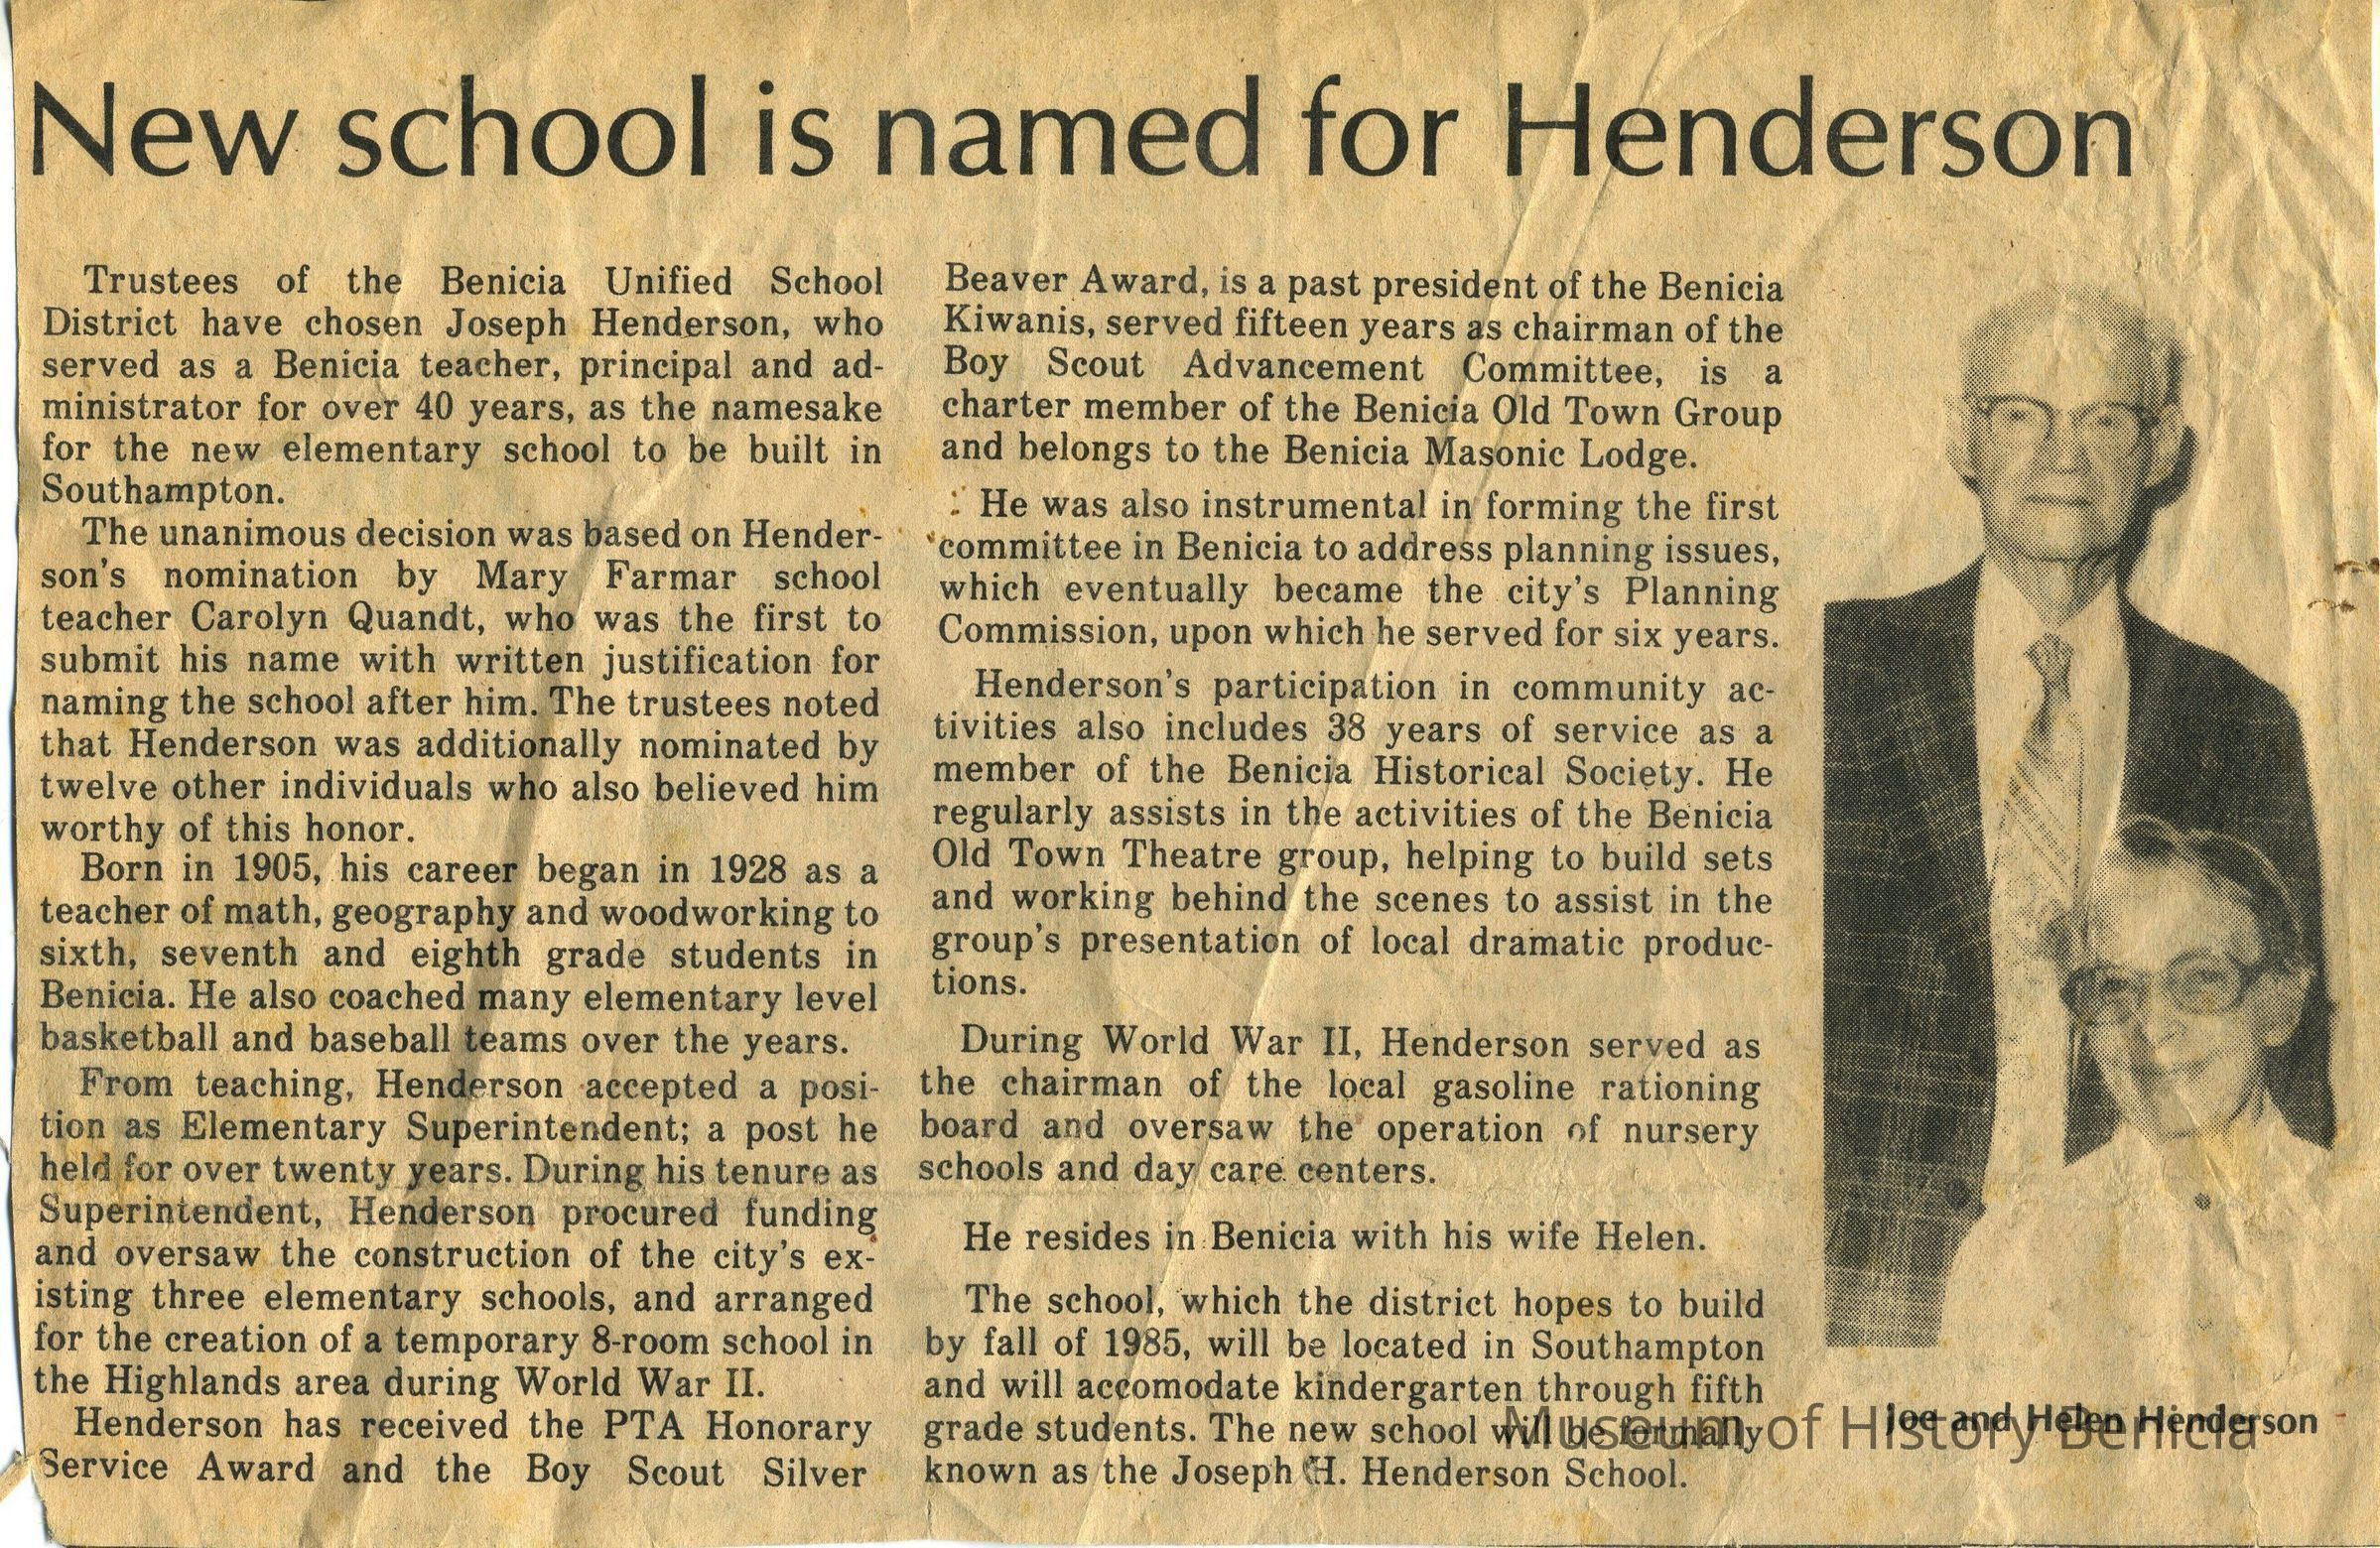 New school is named for Henderson
Trustees of the Benicia Unified School
District have chosen Joseph Henderson, who
served as a Benicia teacher, principal and ad-
ministrator for over 40 years, as the namesake
for the new elementary school to be built in
Southampton.
The unanimous decision was based on Hender-
son's nomination by Mary Farmar school
teacher Carolyn Quandt, who was the first to
submit his name with written justification for
naming the school after him. The trustees noted
that Henderson was additionally nominated by
twelve other individuals who also believed him
worthy of this honor.
Born in 1905, his career began in 1928 as a
teacher of math, geography and woodworking to
sixth, seventh and eighth grade students in
Benicia. He also coached many elementary level
basketball and baseball teams over the years.
From teaching, Henderson accepted a posi-
tion as Elementary Superintendent; a post he
held for over twenty years. During his tenure as
Superintendent, Henderson procured funding
and oversaw the construction of the city's ex-
isting three elementary schools, and arranged
for the creation of a temporary 8-room school in
the Highlands area during World War II.
Henderson has received the PTA Honorary
Service Award and the Boy Scout Silver
Beaver Award, is a past president of the Benicia
Kiwanis, served fifteen years as chairman of the
Boy Scout Advancement Committee, is a
charter member of the Benicia Old Town Group
and belongs to the Benicia Masonic Lodge.
He was also instrumental in forming the first
committee in Benicia to address planning issues,
which eventually became the city's Planning
Commission, upon which he served for six years.
Henderson's participation in community ac-
tivities also includes 38 years of service as a
member of the Benicia Historical Society. He
regularly assists in the activities of the Benicia
Old Town Theatre group, helping to build sets
and working behind the scenes to assist in the
group's presentation of local dramatic produc-
tions.
During World War II, Henderson served as
the chairman of the local gasoline rationing
board and oversaw the operation of nursery
schools and day care centers.
He resides in Benicia with his wife Helen.
The school, which the district hopes to build
by fall of 1985, will be located in Southampton
and will accomodate kindergarten through fifth
grade students. The new school will be formally
known as the Joseph H. Henderson School.
Joe and Helen Henderson
Museum of History Benicia